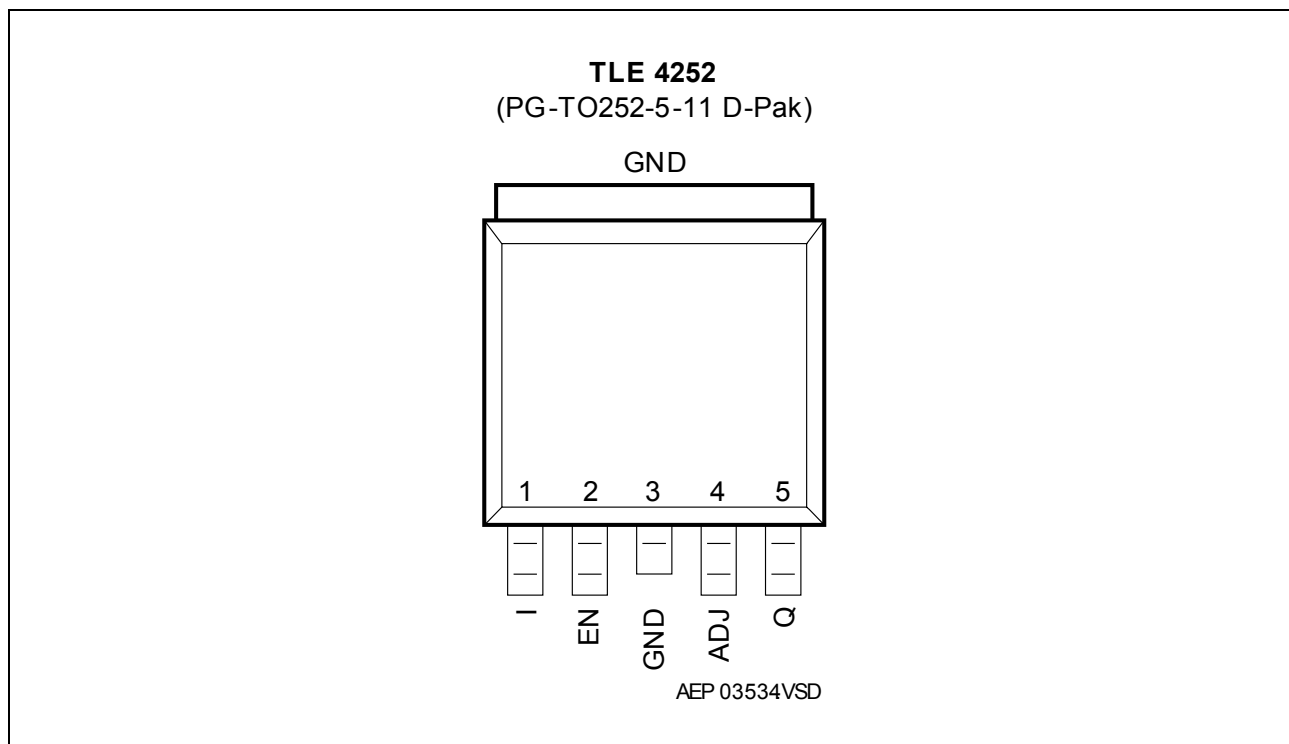 TLE 4252
(PG-TO252-5-11 D-Pak)
GND
1 2 3 4 5
I EN GND ADJ Q
AEP 03534VSD